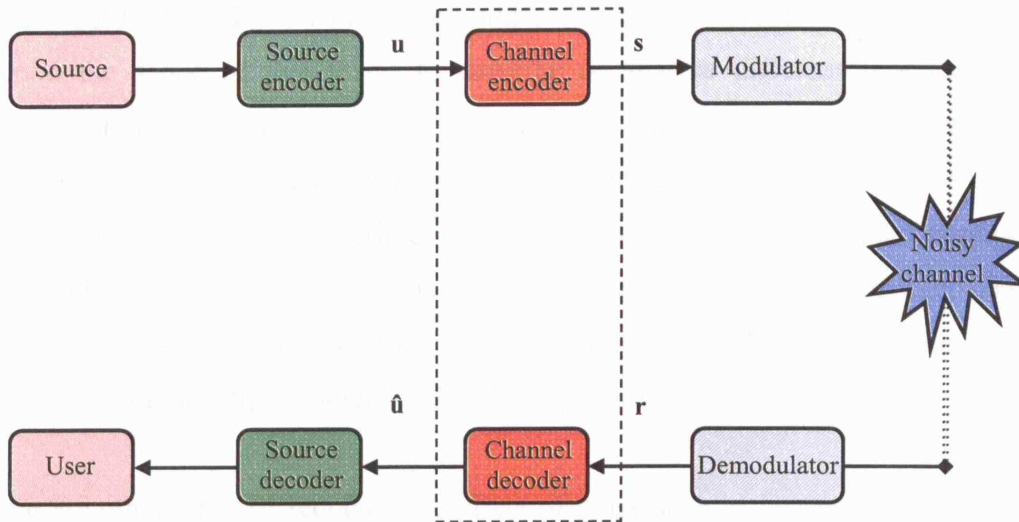 Source
Source
encoder
u
Channel
encoder
s
Modulator
Noisy
channel
r
Demodulator
Channel
decoder
û
Source
decoder
User